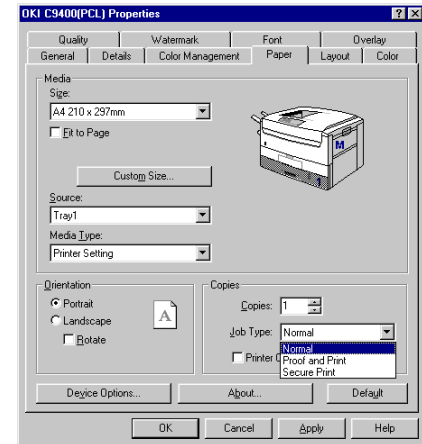 OKI C9400(PCL) Properties
Quality Watermark Font Overlay
General Details Color Management Paper Layout Color
Media
Size:
A4 210 x 297mm
Fit to Page
Custom Size...
Source:
Tray1
Media Type:
Printer Setting
M
1
Orientation
Portrait
Landscape
Rotate
A
Copies
Copies: 1
Job Type: Normal
Normal
Proof and Print
Secure Print
Printer
Device Options... About... Default
OK Cancel Apply Help